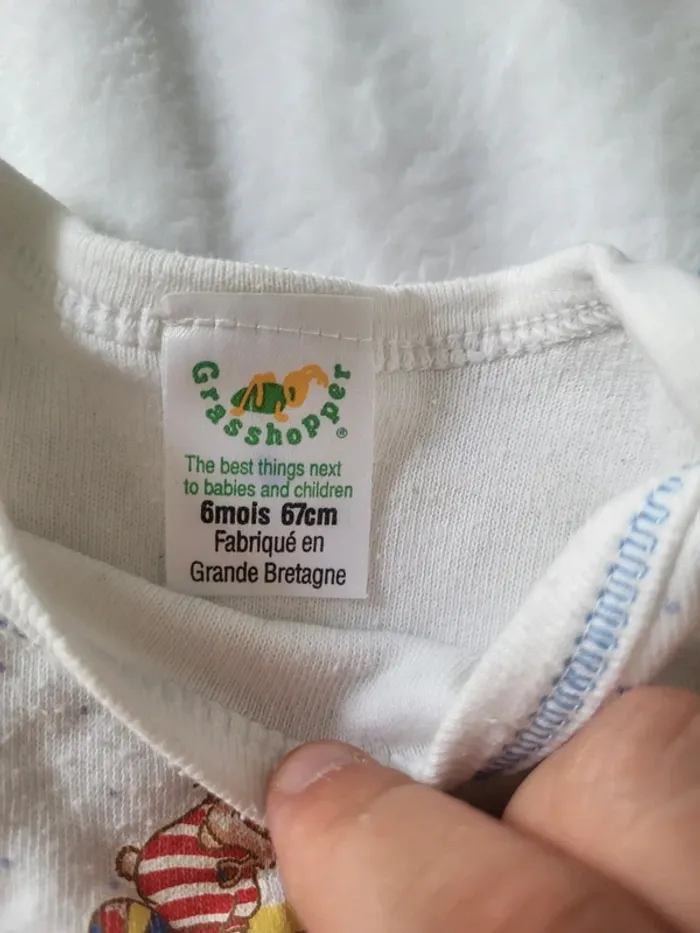 Grasshopper®
The best things next
to babies and children
6mois 67cm
Fabriqué en
Grande Bretagne